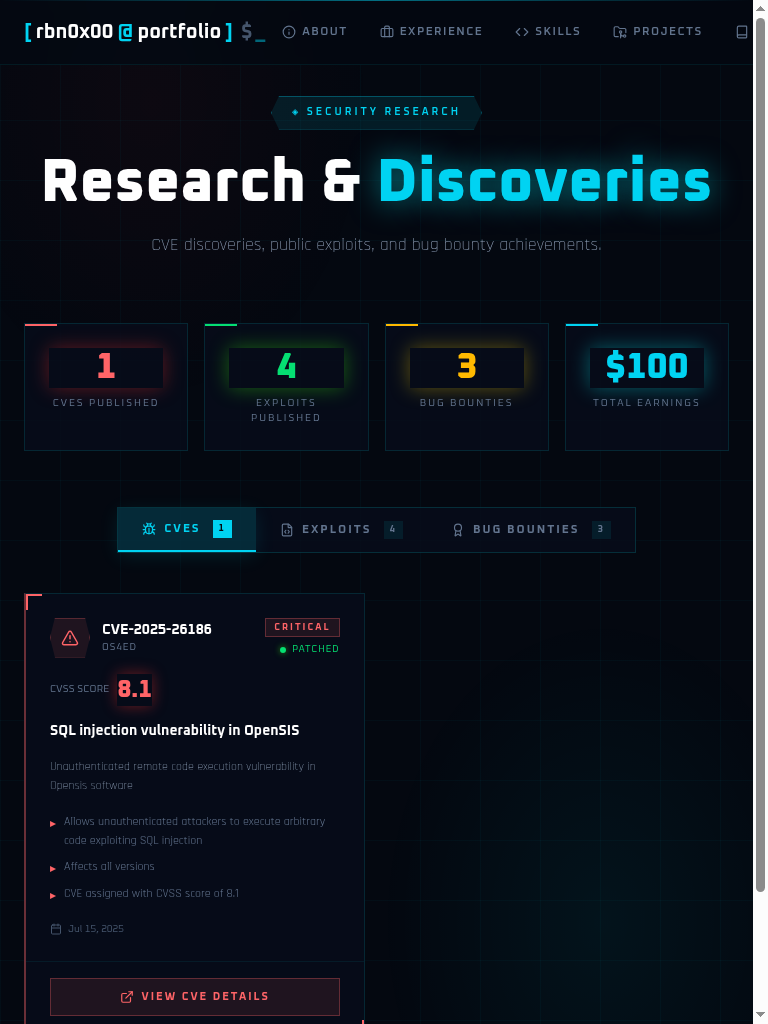 [ rbn0x00 @ portfolio ] $_
ABOUT
EXPERIENCE
SKILLS
PROJECTS
◈ SECURITY RESEARCH
Research & Discoveries
CVE discoveries, public exploits, and bug bounty achievements.
1
CVES PUBLISHED
4
EXPLOITS
PUBLISHED
3
BUG BOUNTIES
$100
TOTAL EARNINGS
CVES 1
EXPLOITS 4
BUG BOUNTIES 3
CVE-2025-26186
OS4ED
CRITICAL
PATCHED
CVSS SCORE 8.1
SQL injection vulnerability in OpenSIS
Unauthenticated remote code execution vulnerability in
Opensis software
▸ Allows unauthenticated attackers to execute arbitrary
code exploiting SQL injection
▸ Affects all versions
▸ CVE assigned with CVSS score of 8.1
Jul 15, 2025
VIEW CVE DETAILS